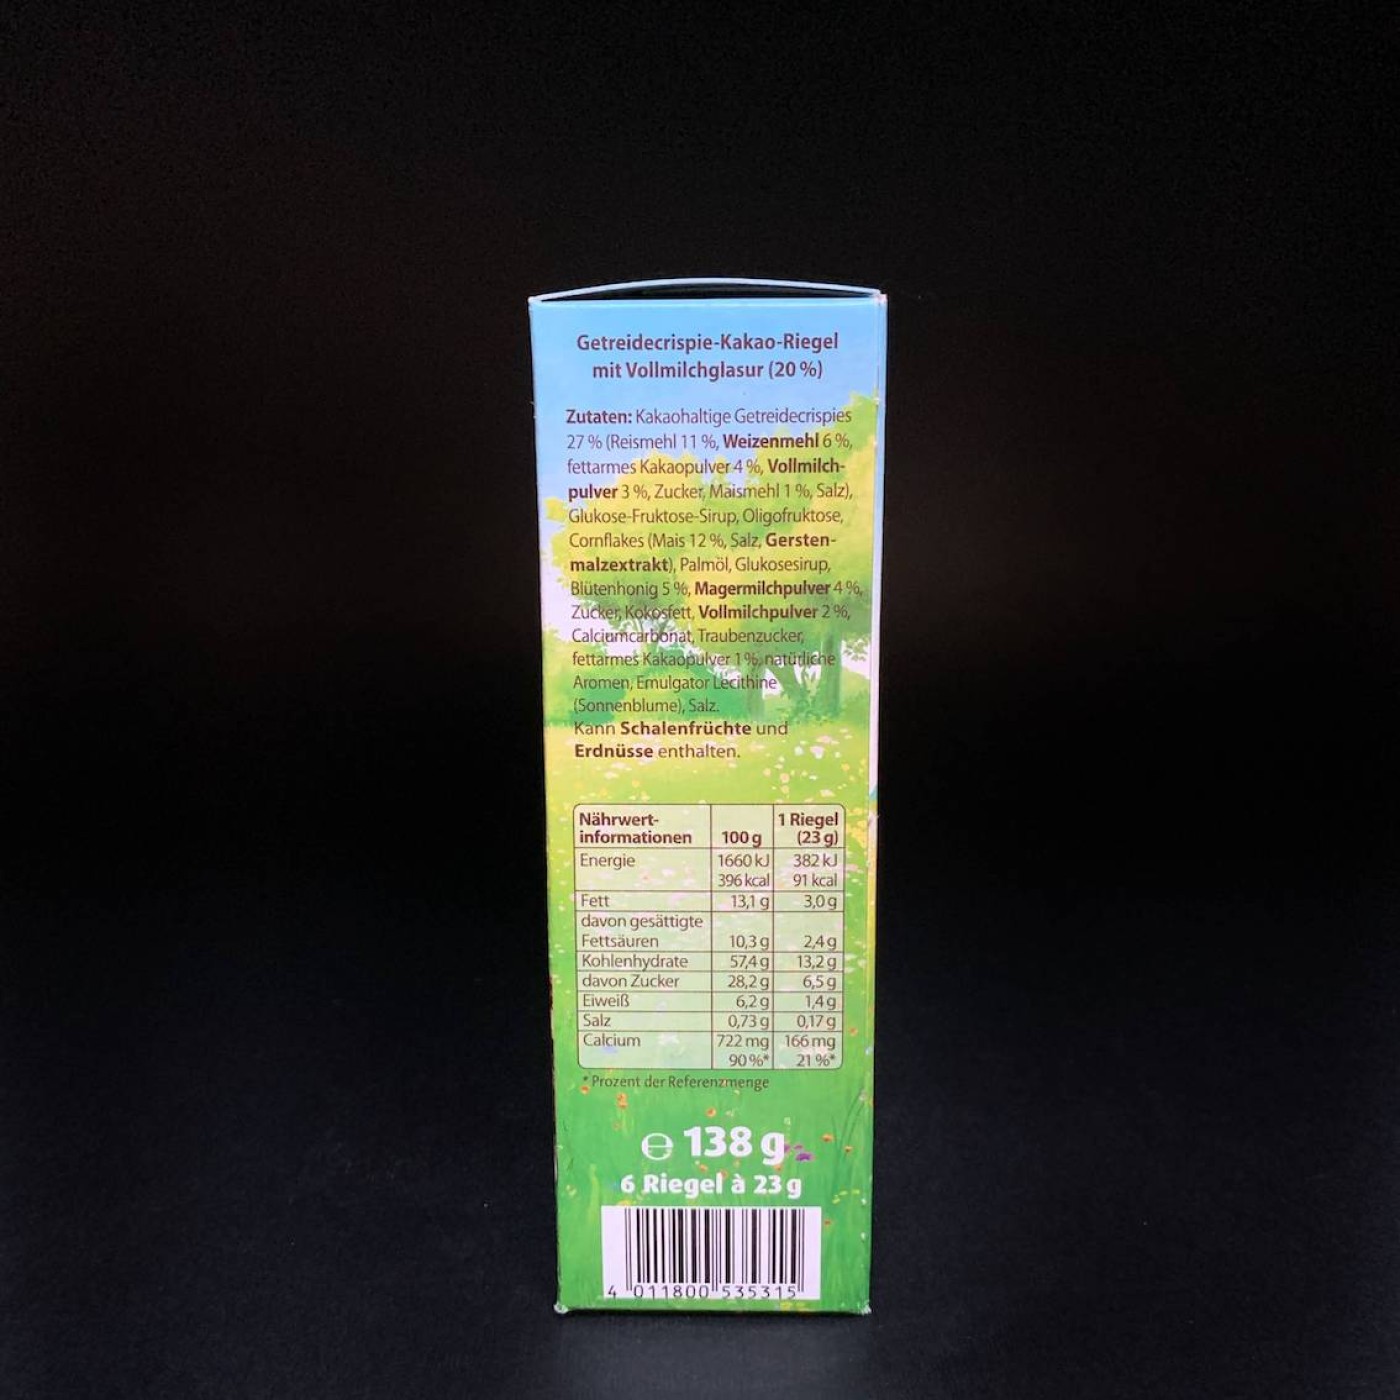 Getreidecrispie-Kakao-Riegel
mit Vollmilchglasur (20 %)
Zutaten: Kakaohaltige Getreidecrispies
27 % (Reismehl 11 %, Weizenmehl 6 %,
fettarmes Kakaopulver 4 %, Vollmilch-
pulver 3 %, Zucker, Maismehl 1 %, Salz),
Glukose-Fruktose-Sirup, Oligofruktose,
Cornflakes (Mais 12 %, Salz, Gersten-
malzextrakt), Palmöl, Glukosesirup,
Blütenhonig 5 %, Magermilchpulver 4 %,
Zucker, Kokosfett, Vollmilchpulver 2 %,
Calciumcarbonat, Traubenzucker,
fettarmes Kakaopulver 1 %, natürliche
Aromen, Emulgator Lecithine
(Sonnenblume), Salz.
Kann Schalenfrüchte und
Erdnüsse enthalten.
Nährwert- 1 Riegel
informationen 100 g (23 g)
Energie 1660 kJ 382 kJ
396 kcal 91 kcal
Fett 13,1 g 3,0 g
davon gesättigte
Fettsäuren 10,3 g 2,4 g
Kohlenhydrate 57,4 g 13,2 g
davon Zucker 28,2 g 6,5 g
Eiweiß 6,2 g 1,4 g
Salz 0,73 g 0,17 g
Calcium 722 mg 166 mg
90 %* 21 %*
* Prozent der Referenzmenge
℮ 138 g
6 Riegel à 23 g
4 011800 535315